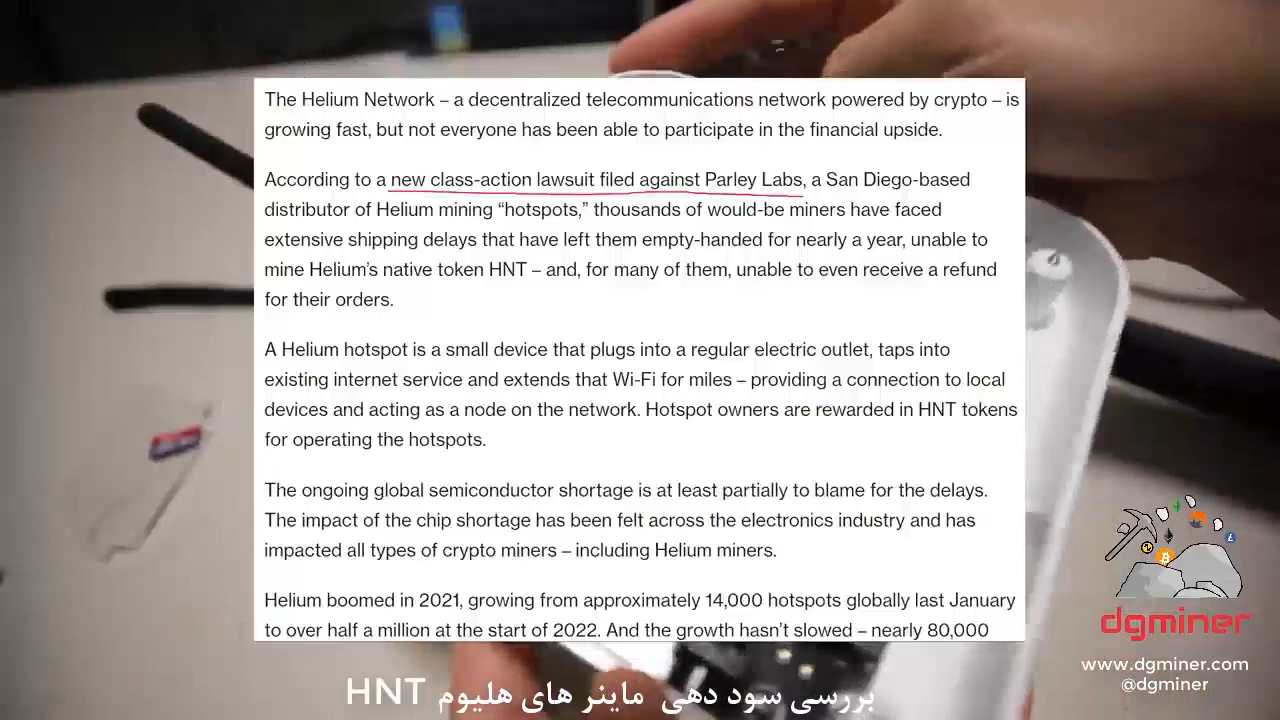 The Helium Network – a decentralized telecommunications network powered by crypto – is
growing fast, but not everyone has been able to participate in the financial upside.
According to a new class-action lawsuit filed against Parley Labs, a San Diego-based
distributor of Helium mining “hotspots,” thousands of would-be miners have faced
extensive shipping delays that have left them empty-handed for nearly a year, unable to
mine Helium’s native token HNT – and, for many of them, unable to even receive a refund
for their orders.
A Helium hotspot is a small device that plugs into a regular electric outlet, taps into
existing internet service and extends that Wi-Fi for miles – providing a connection to local
devices and acting as a node on the network. Hotspot owners are rewarded in HNT tokens
for operating the hotspots.
The ongoing global semiconductor shortage is at least partially to blame for the delays.
The impact of the chip shortage has been felt across the electronics industry and has
impacted all types of crypto miners – including Helium miners.
Helium boomed in 2021, growing from approximately 14,000 hotspots globally last January
to over half a million at the start of 2022. And the growth hasn’t slowed – nearly 80,000
dgminer
www.dgminer.com
@dgminer
بررسی سود دهی ماینر های هلیوم HNT